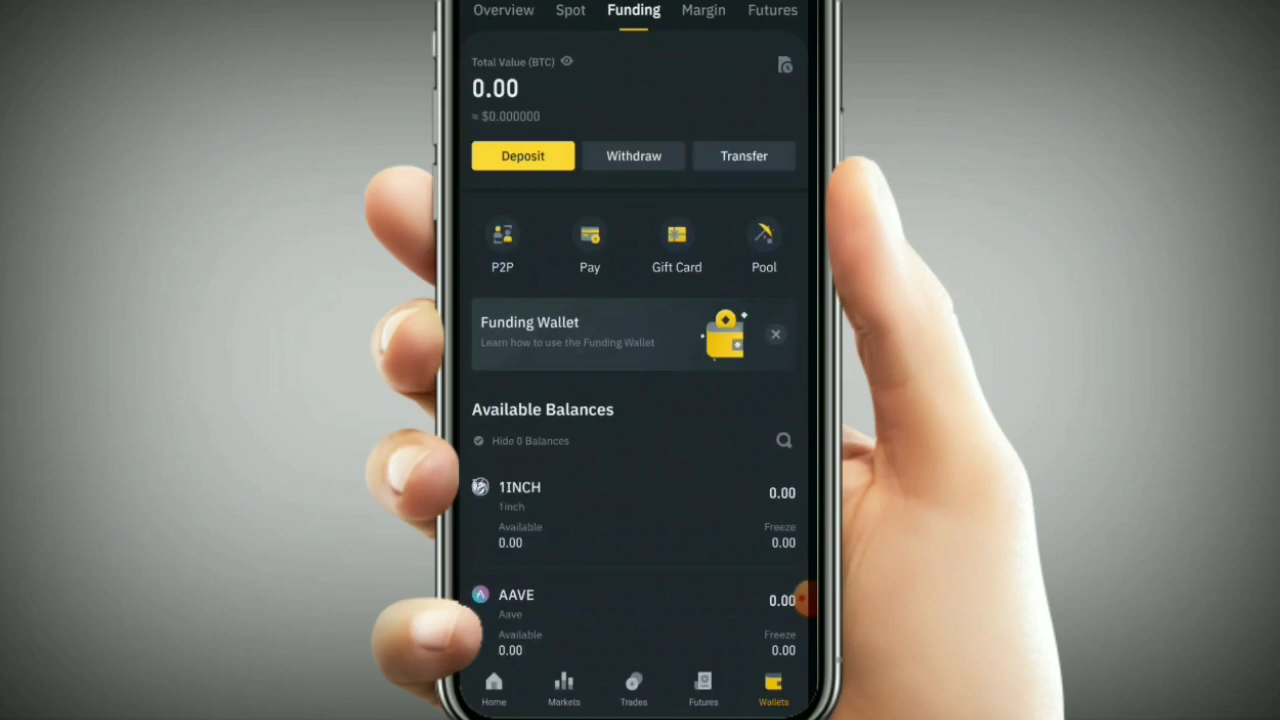 Overview Spot Funding Margin Futures
Total Value (BTC)
0.00
≈ $0.000000
Deposit Withdraw Transfer
P2P Pay Gift Card Pool
Funding Wallet
Learn how to use the Funding Wallet
Available Balances
Hide 0 Balances
1INCH 0.00
1inch
Available Freeze
0.00 0.00
AAVE 0.00
Aave
Available Freeze
0.00 0.00
Home Markets Trades Futures Wallets